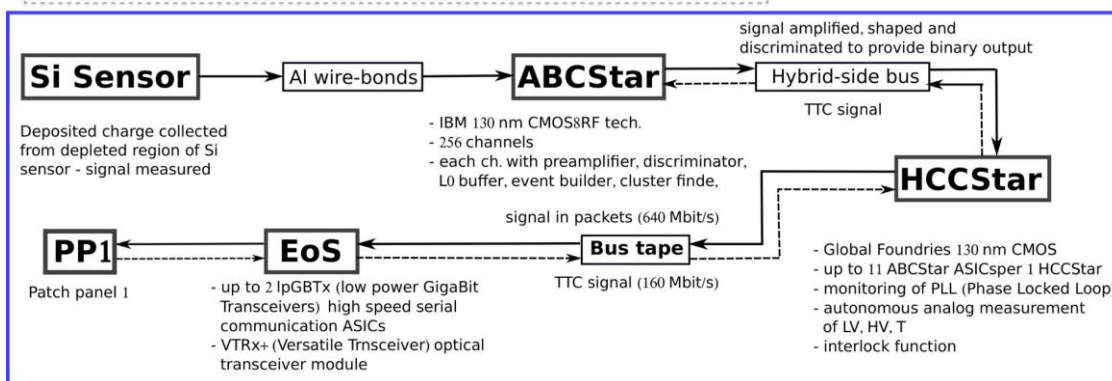 Si Sensor
Al wire-bonds
ABCStar
signal amplified, shaped and
discriminated to provide binary output
Hybrid-side bus
TTC signal
Deposited charge collected
from depleted region of Si
sensor - signal measured
- IBM 130 nm CMOS8RF tech.
- 256 channels
- each ch. with preamplifier, discriminator,
L0 buffer, event builder, cluster finde,
HCCStar
signal in packets (640 Mbit/s)
PP1
EoS
Bus tape
TTC signal (160 Mbit/s)
Patch panel 1
- up to 2 lpGBTx (low power GigaBit
Transceivers) high speed serial
communication ASICs
- VTRx+ (Versatile Trnsceiver) optical
transceiver module
- Global Foundries 130 nm CMOS
- up to 11 ABCStar ASICsper 1 HCCStar
- monitoring of PLL (Phase Locked Loop)
- autonomous analog measurement
of LV, HV, T
- interlock function